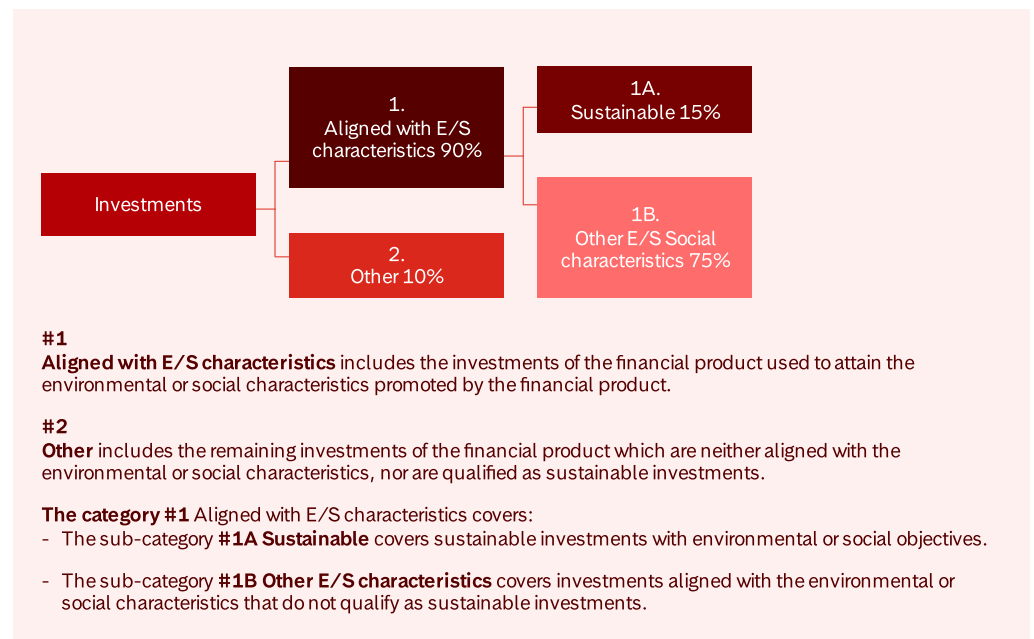 1.
Aligned with E/S
characteristics 90%
1A.
Sustainable 15%
Investments
1B.
Other E/S Social
characteristics 75%
2.
Other 10%
#1
Aligned with E/S characteristics includes the investments of the financial product used to attain the
environmental or social characteristics promoted by the financial product.
#2
Other includes the remaining investments of the financial product which are neither aligned with the
environmental or social characteristics, nor are qualified as sustainable investments.
The category #1 Aligned with E/S characteristics covers:
- The sub-category #1A Sustainable covers sustainable investments with environmental or social objectives.
- The sub-category #1B Other E/S characteristics covers investments aligned with the environmental or
social characteristics that do not qualify as sustainable investments.